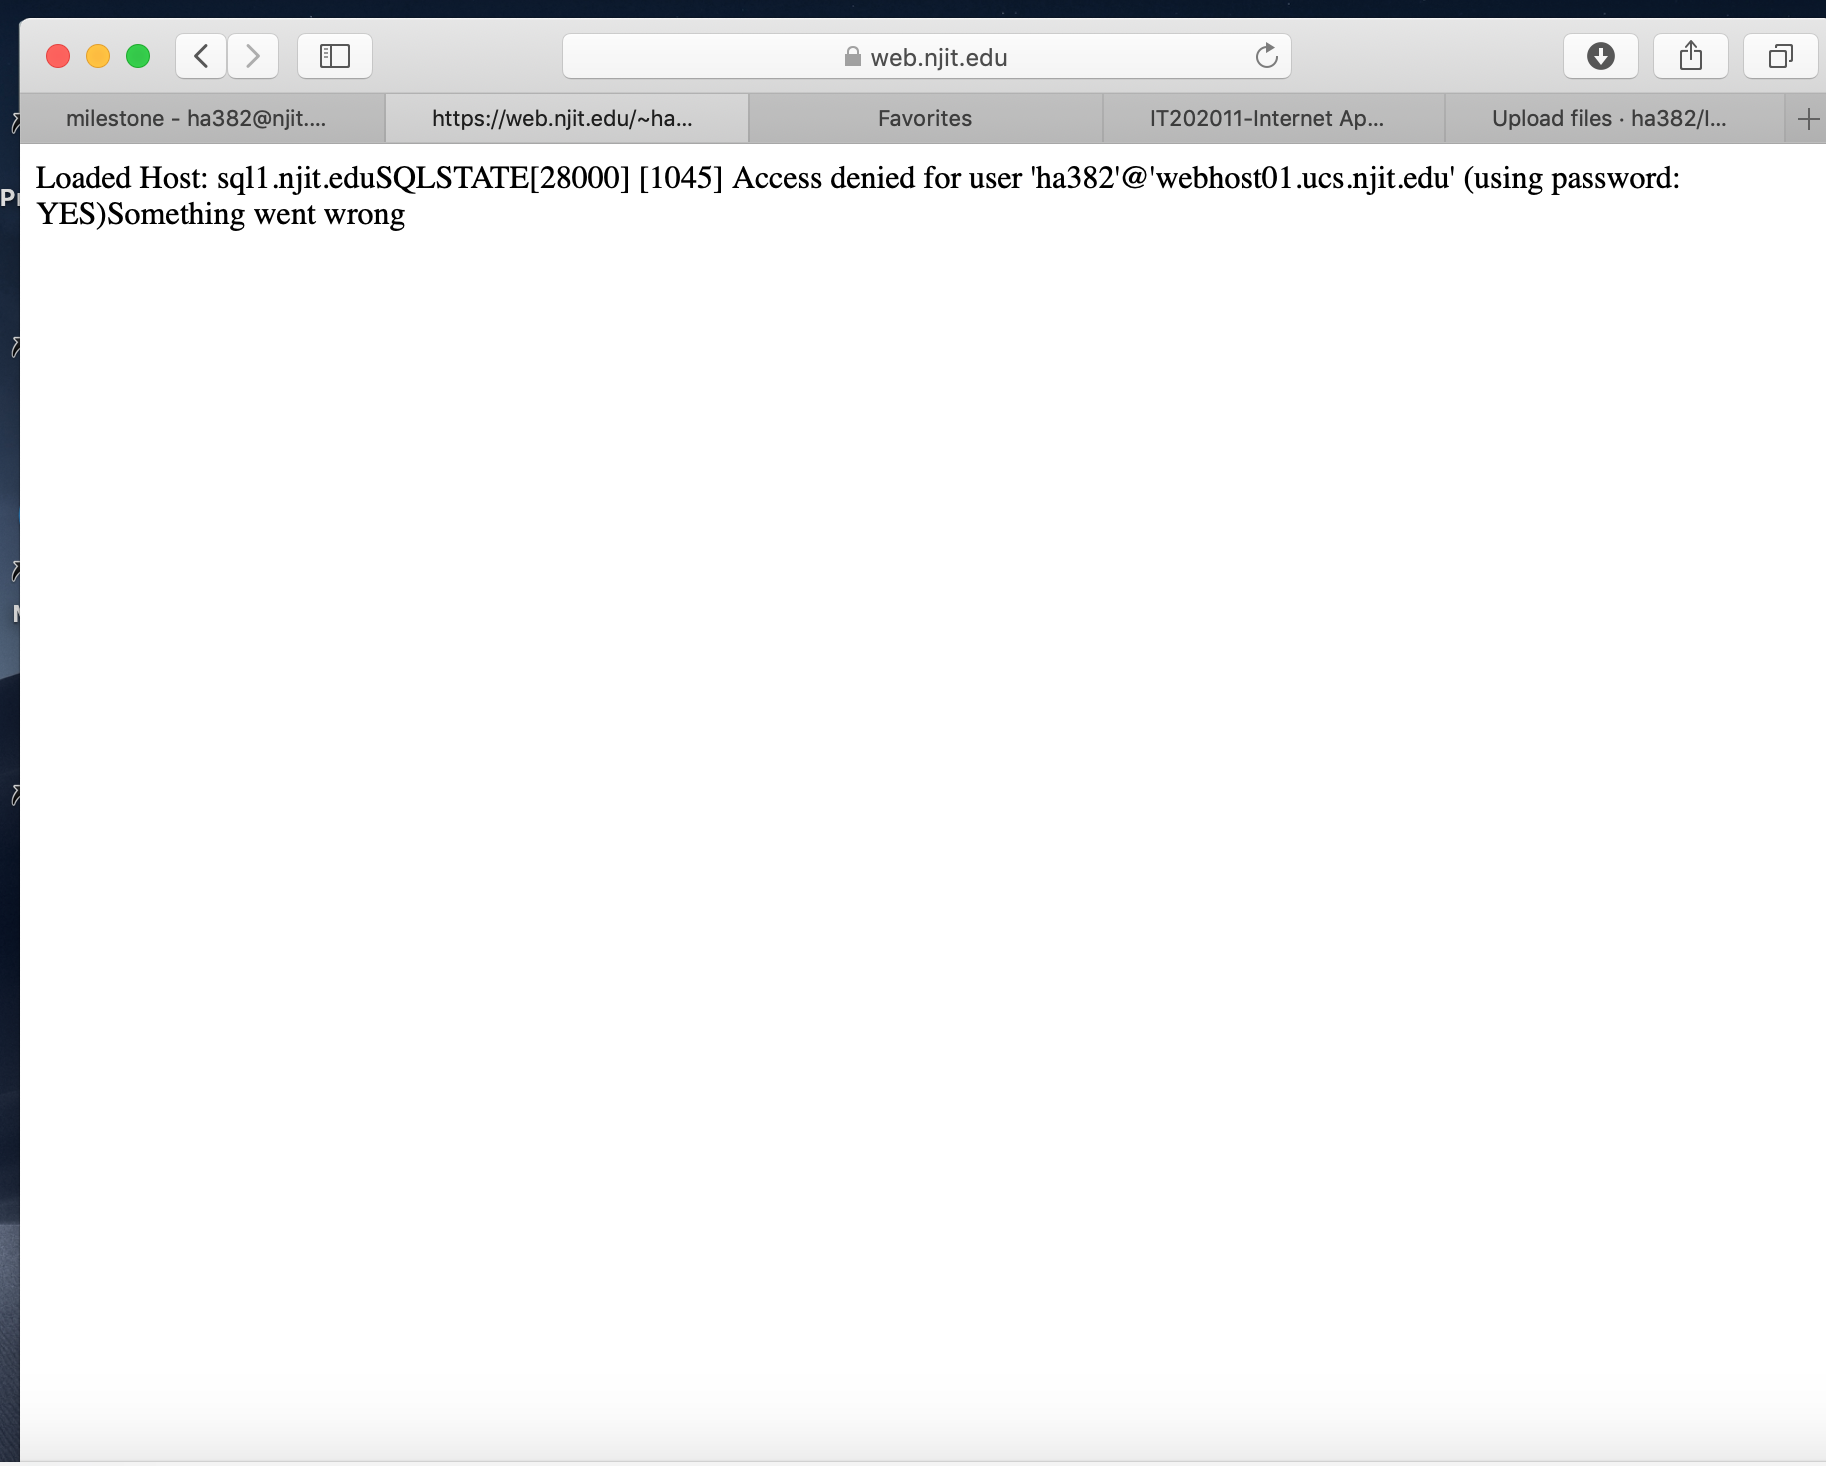 web.njit.edu
milestone - ha382@njit....
https://web.njit.edu/~ha...
Favorites
IT202011-Internet Ap...
Upload files · ha382/I...
Loaded Host: sql1.njit.eduSQLSTATE[28000] [1045] Access denied for user 'ha382'@'webhost01.ucs.njit.edu' (using password:
YES)Something went wrong